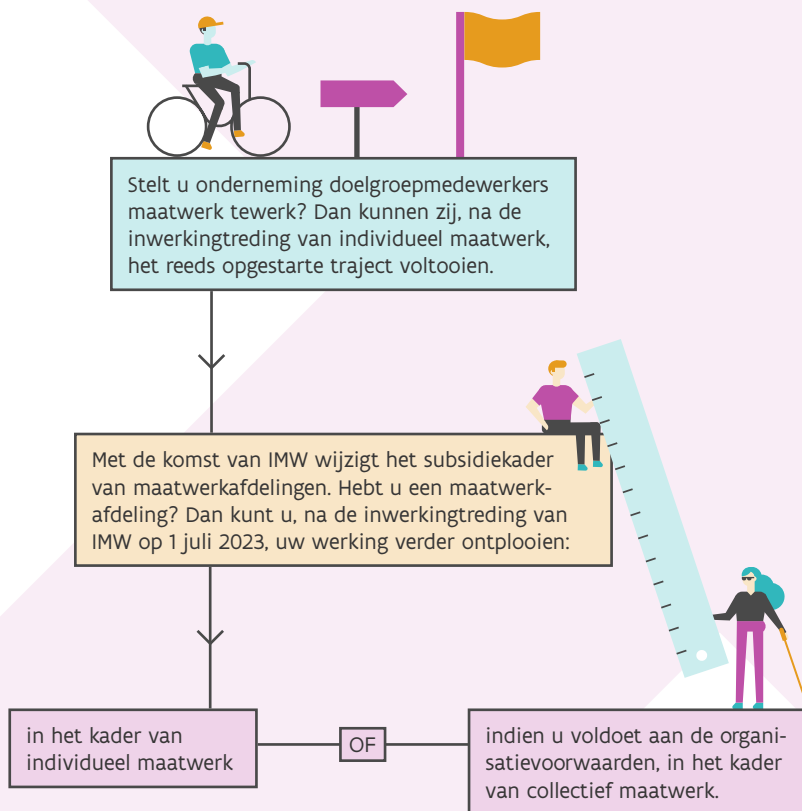 Stelt u onderneming doelgroepmedewerkers
maatwerk tewerk? Dan kunnen zij, na de
inwerkingtreding van individueel maatwerk,
het reeds opgestarte traject voltooien.
Met de komst van IMW wijzigt het subsidiekader
van maatwerkafdelingen. Hebt u een maatwerk-
afdeling? Dan kunt u, na de inwerkingtreding van
IMW op 1 juli 2023, uw werking verder ontplooien:
in het kader van
individueel maatwerk
OF
indien u voldoet aan de organi-
satievoorwaarden, in het kader
van collectief maatwerk.